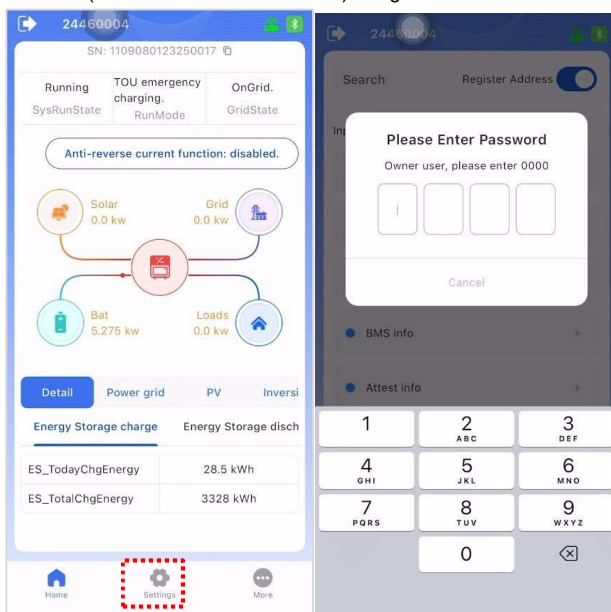 24460004
SN: 1109080123250017
Running
SysRunState
TOU emergency
charging.
RunMode
OnGrid.
GridState
Anti-reverse current function: disabled.
Solar
0.0 kw
Grid
0.0 kw
Bat
5.275 kw
Loads
0.0 kw
Detail Power grid PV Inversi
Energy Storage charge Energy Storage disch
ES_TodayChgEnergy 28.5 kWh
ES_TotalChgEnergy 3328 kWh
Home Settings More
24460004
Search Register Address
Please Enter Password
Owner user, please enter 0000
Cancel
BMS info
Attest info
1 2 3
ABC DEF
4 5 6
GHI JKL MNO
7 8 9
PQRS TUV WXYZ
0